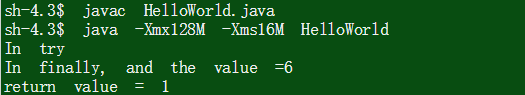 sh-4.3$ javac HelloWorld.java
sh-4.3$ java -Xmx128M -Xms16M HelloWorld
In try
In finally, and the value =6
return value = 1